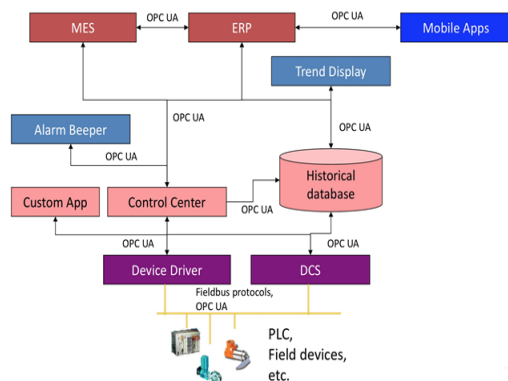 MES
OPC UA
ERP
OPC UA
Mobile Apps
Trend Display
OPC UA
OPC UA
Alarm Beeper
OPC UA
Historical
database
Custom App
Control Center
OPC UA
OPC UA
OPC UA
Device Driver
DCS
Fieldbus protocols,
OPC UA
PLC,
Field devices,
etc.